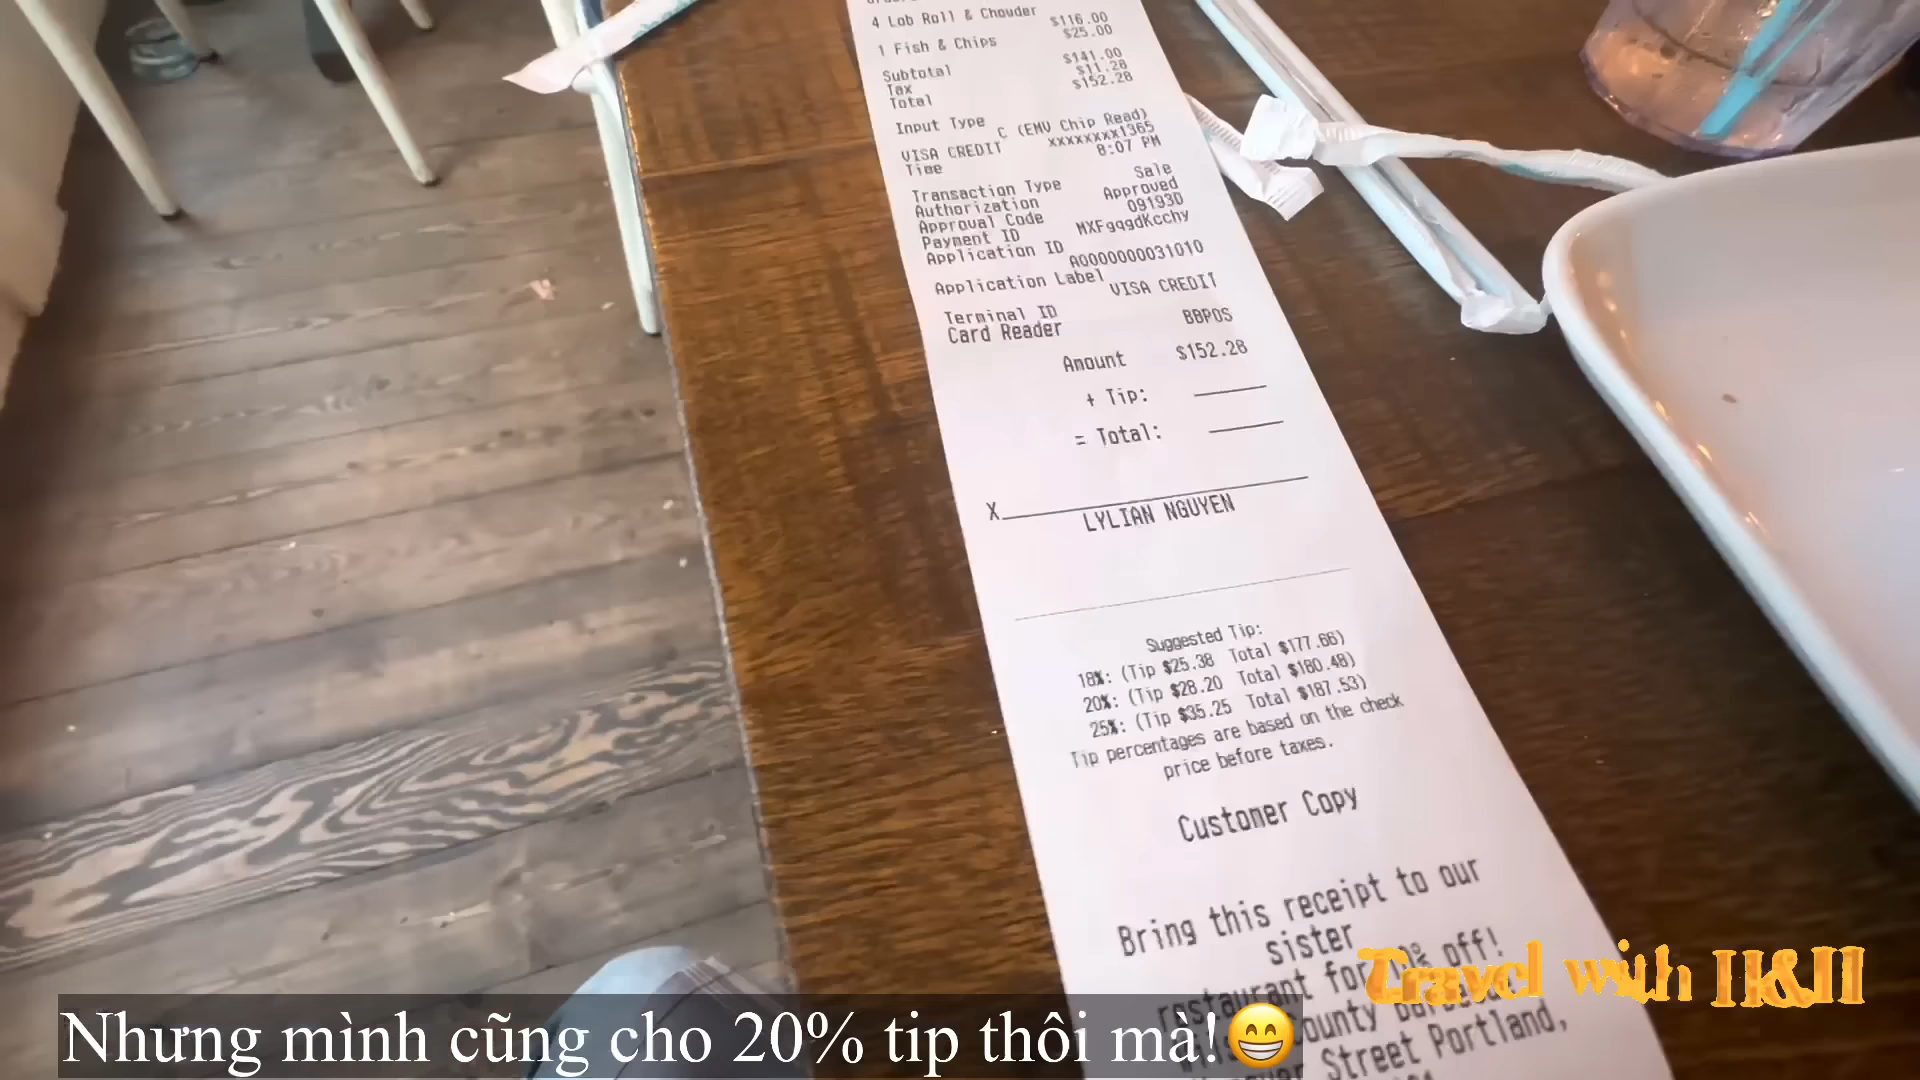 4 Lob Roll & Chowder $116.00
1 Fish & Chips $25.00
Subtotal $141.00
Tax $11.28
Total $152.28
Input Type C (EMV Chip Read)
VISA CREDIT xxxxxxxx1365
Time 8:07 PM
Transaction Type Sale
Authorization Approved
Approval Code 09193D
Payment ID MXFgqgdKcchy
Application ID A0000000031010
Application Label VISA CREDIT
Terminal ID
Card Reader BBPOS
Amount $152.28
+ Tip:
= Total:
X
LYLIAN NGUYEN
Suggested Tip:
18%: (Tip $25.38 Total $177.66)
20%: (Tip $28.20 Total $180.48)
25%: (Tip $35.25 Total $187.53)
Tip percentages are based on the check
price before taxes.
Customer Copy
Bring this receipt to our
sister
restaurant for off!
ounty
Street Portland,
Travel with H&H
Nhưng mình cũng cho 20% tip thôi mà!😁